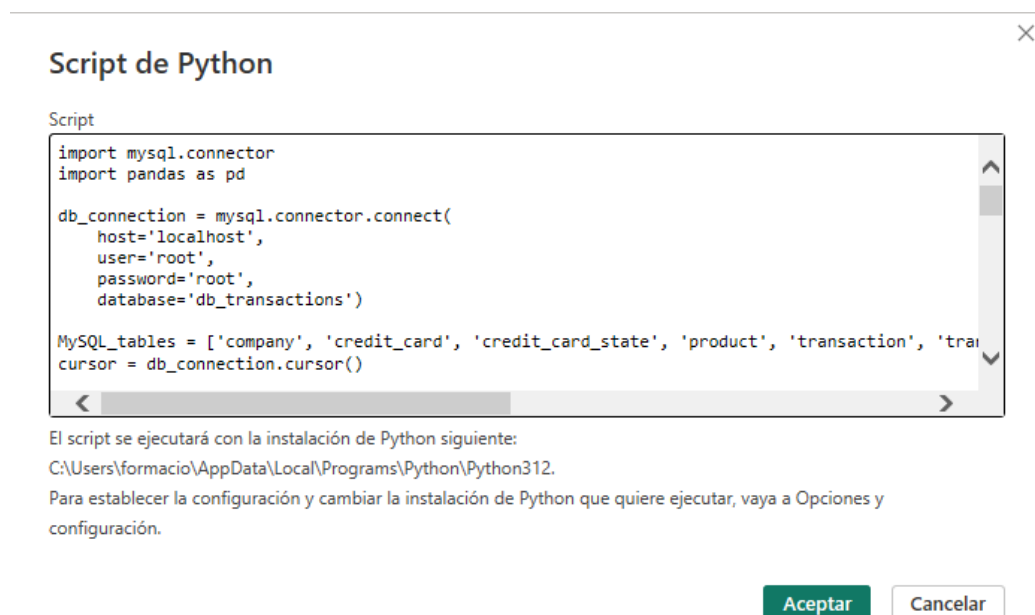 Script de Python
Script
import mysql.connector
import pandas as pd
db_connection = mysql.connector.connect(
    host='localhost',
    user='root',
    password='root',
    database='db_transactions')
MySQL_tables = ['company', 'credit_card', 'credit_card_state', 'product', 'transaction', 'tra
cursor = db_connection.cursor()
El script se ejecutará con la instalación de Python siguiente:
C:\Users\formacio\AppData\Local\Programs\Python\Python312.
Para establecer la configuración y cambiar la instalación de Python que quiere ejecutar, vaya a Opciones y
configuración.
Aceptar Cancelar